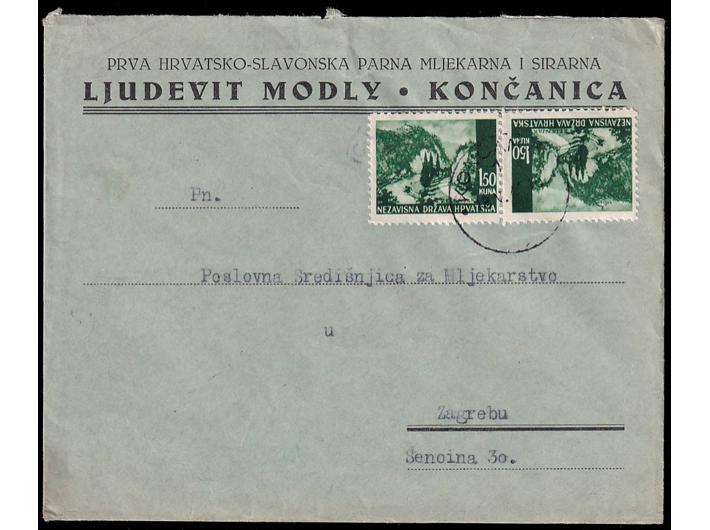 PRVA HRVATSKO-SLAVONSKA PARNA MLJEKARNA I SIRARNA
LJUDEVIT MODLY • KONČANICA
1.50
KUNA
NEZAVISNA DRŽAVA HRVATSKA
1.50
KUNA
NEZAVISNA DRŽAVA HRVATSKA
Pn.
Poslovna Središnjica za Mljekarstvo
u
Zagrebu
Šenoina 3o.